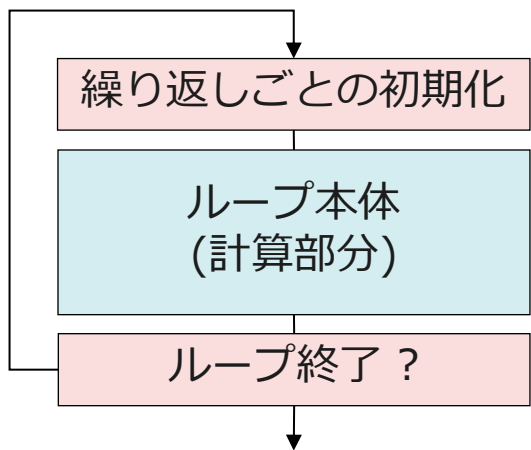 繰り返しごとの初期化
ループ本体
(計算部分)
ループ終了？